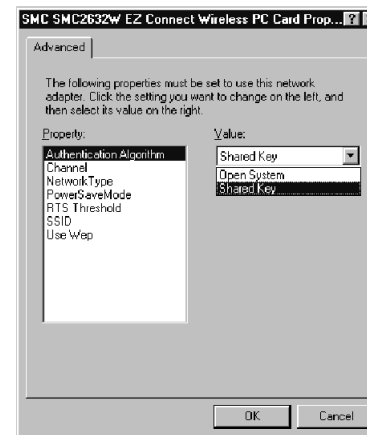 SMC SMC2632W EZ Connect Wireless PC Card Prop...
Advanced
The following properties must be set to use this network
adapter. Click the setting you want to change on the left, and
then select its value on the right.
Property:
Value:
Authentication Algorithm
Channel
NetworkType
PowerSaveMode
RTS Threshold
SSID
Use Wep
Shared Key
Open System
Shared Key
OK
Cancel